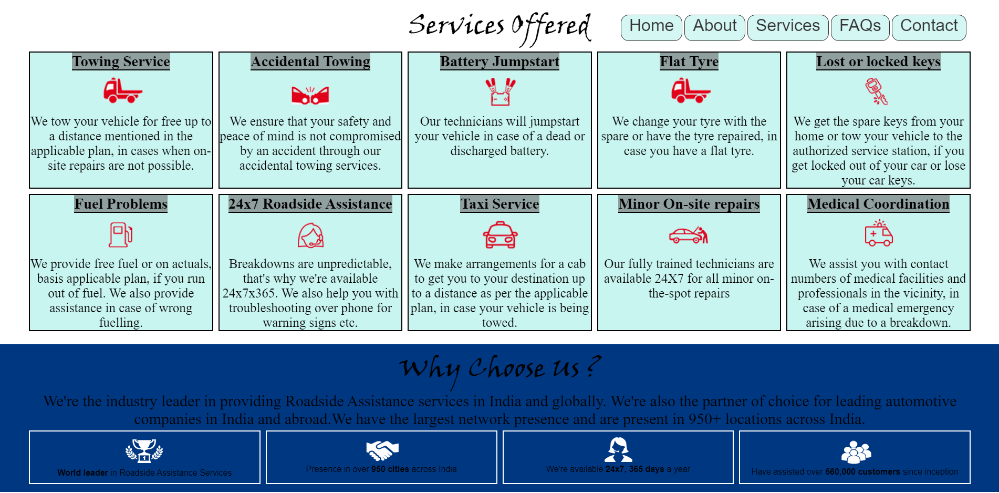 Services Offered
Home About Services FAQs Contact
Towing Service
We tow your vehicle for free up to
a distance mentioned in the
applicable plan, in cases when on-
site repairs are not possible.
Accidental Towing
We ensure that your safety and
peace of mind is not compromised
by an accident through our
accidental towing services.
Battery Jumpstart
Our technicians will jumpstart
your vehicle in case of a dead or
discharged battery.
Flat Tyre
We change your tyre with the
spare or have the tyre repaired, in
case you have a flat tyre.
Lost or locked keys
We get the spare keys from your
home or tow your vehicle to the
authorized service station, if you
get locked out of your car or lose
your car keys.
Fuel Problems
We provide free fuel or on actuals,
basis applicable plan, if you run
out of fuel. We also provide
assistance in case of wrong
fuelling.
24x7 Roadside Assistance
Breakdowns are unpredictable,
that's why we're available
24x7x365. We also help you with
troubleshooting over phone for
warning signs etc.
Taxi Service
We make arrangements for a cab
to get you to your destination up
to a distance as per the applicable
plan, in case your vehicle is being
towed.
Minor On-site repairs
Our fully trained technicians are
available 24X7 for all minor on-
the-spot repairs
Medical Coordination
We assist you with contact
numbers of medical facilities and
professionals in the vicinity, in
case of a medical emergency
arising due to a breakdown.
Why Choose Us ?
We're the industry leader in providing Roadside Assistance services in India and globally. We're also the partner of choice for leading automotive
companies in India and abroad.We have the largest network presence and are present in 950+ locations across India.
1
World leader in Roadside Assistance Services
Presence in over 950 cities across India
We're available 24x7, 365 days a year
Have assisted over 560,000 customers since inception